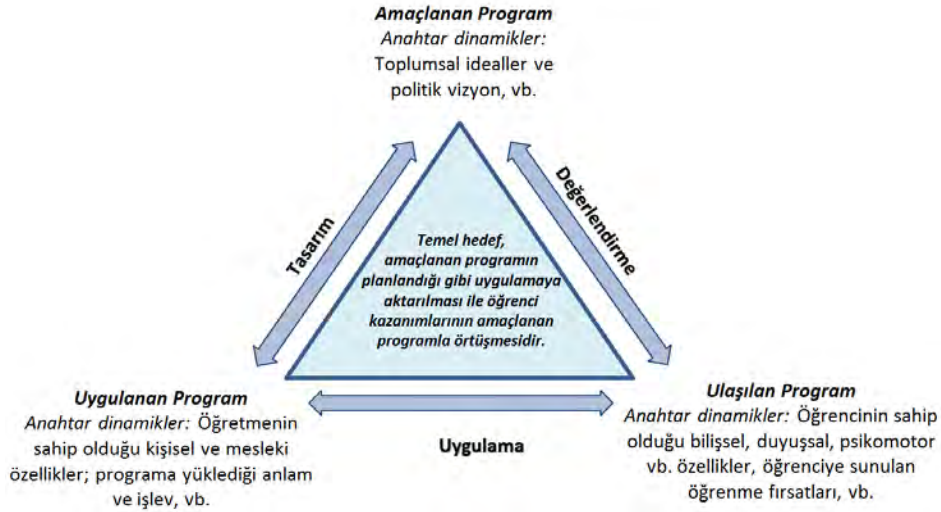 Amaçlanan Program
Anahtar dinamikler:
Toplumsal idealler ve
politik vizyon, vb.
Tasarım
Değerlendirme
Temel hedef,
amaçlanan programın
planlandığı gibi uygulamaya
aktarılması ile öğrenci
kazanımlarının amaçlanan
programla örtüşmesidir.
Uygulanan Program
Anahtar dinamikler: Öğretmenin
sahip olduğu kişisel ve mesleki
özellikler; programa yüklediği anlam
ve işlev, vb.
Uygulama
Ulaşılan Program
Anahtar dinamikler: Öğrencinin sahip
olduğu bilişsel, duyuşsal, psikomotor
vb. özellikler, öğrenciye sunulan
öğrenme fırsatları, vb.